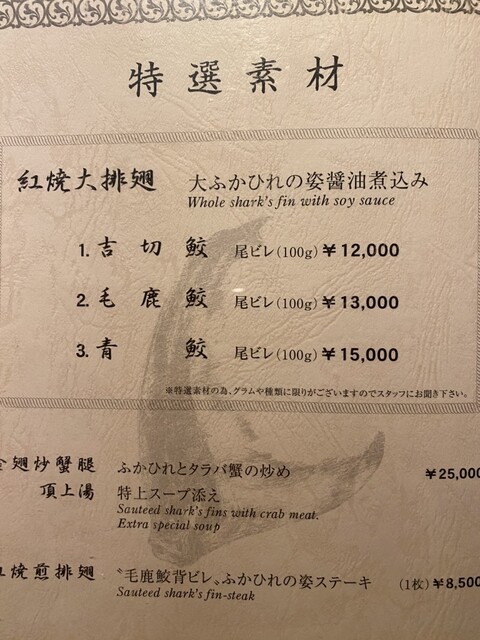 特選素材
紅焼大排翅 大ふかひれの姿醤油煮込み
Whole shark's fin with soy sauce
1. 吉切鮫 尾ビレ(100g) ¥12,000
2. 毛鹿鮫 尾ビレ(100g) ¥13,000
3. 青鮫 尾ビレ(100g) ¥15,000
※特選素材の為、グラムや種類に限りがございますのでスタッフにお聞き下さい。
翅炒蟹腿 ふかひれとタラバ蟹の炒め ¥25,000
頂上湯 特上スープ添え
Sauteed shark's fins with crab meat.
Extra special soup
焼煎排翅 〝毛鹿鮫背ビレ〟ふかひれの姿ステーキ (1枚) ¥8,500
Sauteed shark's fin-steak